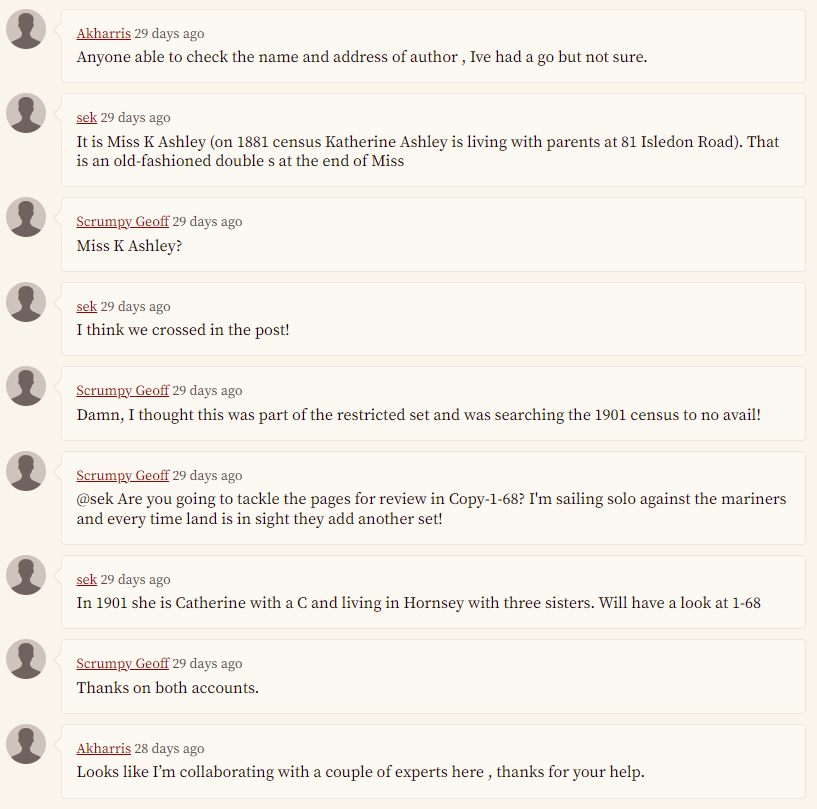 Akharris 29 days ago
Anyone able to check the name and address of author , Ive had a go but not sure.
sek 29 days ago
It is Miss K Ashley (on 1881 census Katherine Ashley is living with parents at 81 Isledon Road). That
is an old-fashioned double s at the end of Miss
Scrumpy Geoff 29 days ago
Miss K Ashley?
sek 29 days ago
I think we crossed in the post!
Scrumpy Geoff 29 days ago
Damn, I thought this was part of the restricted set and was searching the 1901 census to no avail!
Scrumpy Geoff 29 days ago
@sek Are you going to tackle the pages for review in Copy-1-68? I'm sailing solo against the mariners
and every time land is in sight they add another set!
sek 29 days ago
In 1901 she is Catherine with a C and living in Hornsey with three sisters. Will have a look at 1-68
Scrumpy Geoff 29 days ago
Thanks on both accounts.
Akharris 28 days ago
Looks like I’m collaborating with a couple of experts here , thanks for your help.